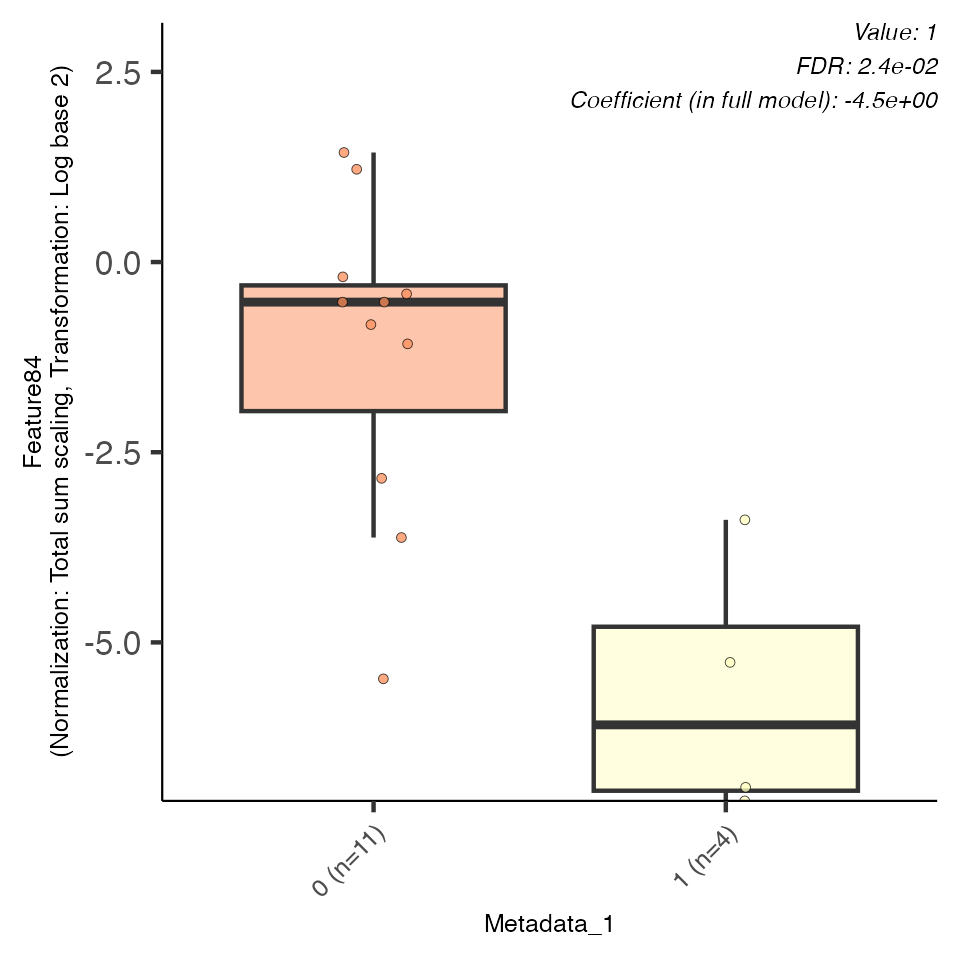 Value: 1
FDR: 2.4e-02
Coefficient (in full model): -4.5e+00
Feature84
(Normalization: Total sum scaling, Transformation: Log base 2)
2.5
0.0
-2.5
-5.0
0 (n=11)
1 (n=4)
Metadata_1